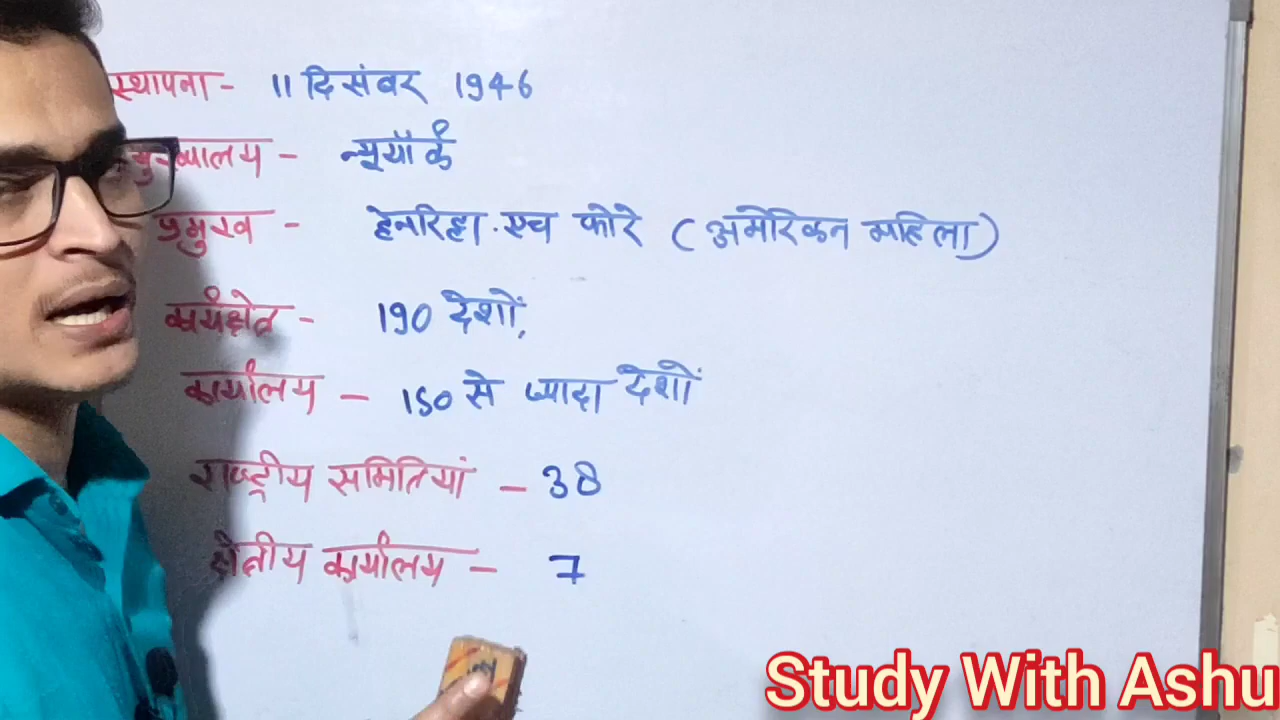 स्थापना - 11 दिसंबर 1946
मुख्यालय - न्यूयॉर्क
प्रमुख - हेनरिट्टा. एच फोरे (अमेरिकन महिला)
कार्यक्षेत्र - 190 देशों,
कार्यालय - 150 से ज्यादा देशों
राष्ट्रीय समितियां - 38
क्षेत्रीय कार्यालय - 7
Study With Ashu